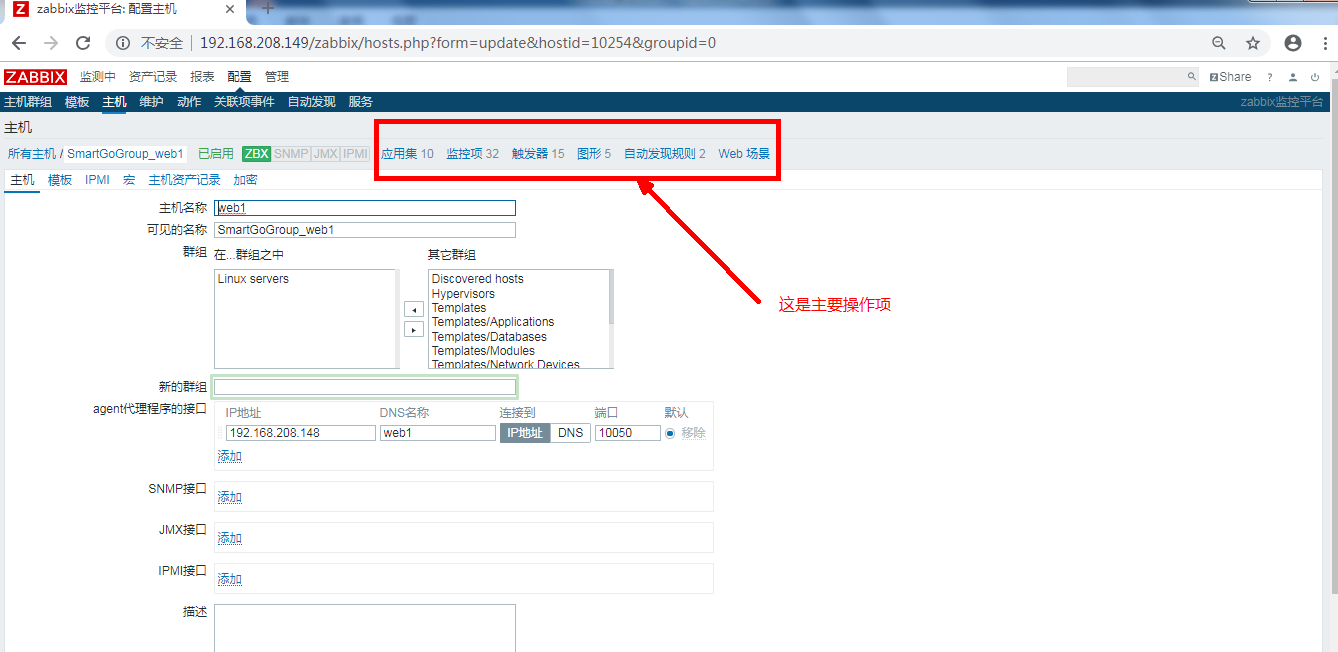 Z zabbix监控平台: 配置主机
不安全 192.168.208.149/zabbix/hosts.php?form=update&hostid=10254&groupid=0
ZABBIX 监测中 资产记录 报表 配置 管理 Z Share ?
主机群组 模板 主机 维护 动作 关联项事件 自动发现 服务 zabbix监控平台
主机
所有主机 / SmartGoGroup_web1 已启用 ZBX SNMP JMX IPMI 应用集 10 监控项 32 触发器 15 图形 5 自动发现规则 2 Web 场景
主机 模板 IPMI 宏 主机资产记录 加密
主机名称 web1
可见的名称 SmartGoGroup_web1
群组 在...群组之中 其它群组
Linux servers Discovered hosts
Hypervisors
Templates
这是主要操作项
Templates/Applications
Templates/Databases
Templates/Modules
Templates/Network Devices
新的群组
agent代理程序的接口 IP地址 DNS名称 连接到 端口 默认
192.168.208.148 web1 IP地址 DNS 10050 移除
添加
SNMP接口 添加
JMX接口 添加
IPMI接口 添加
描述